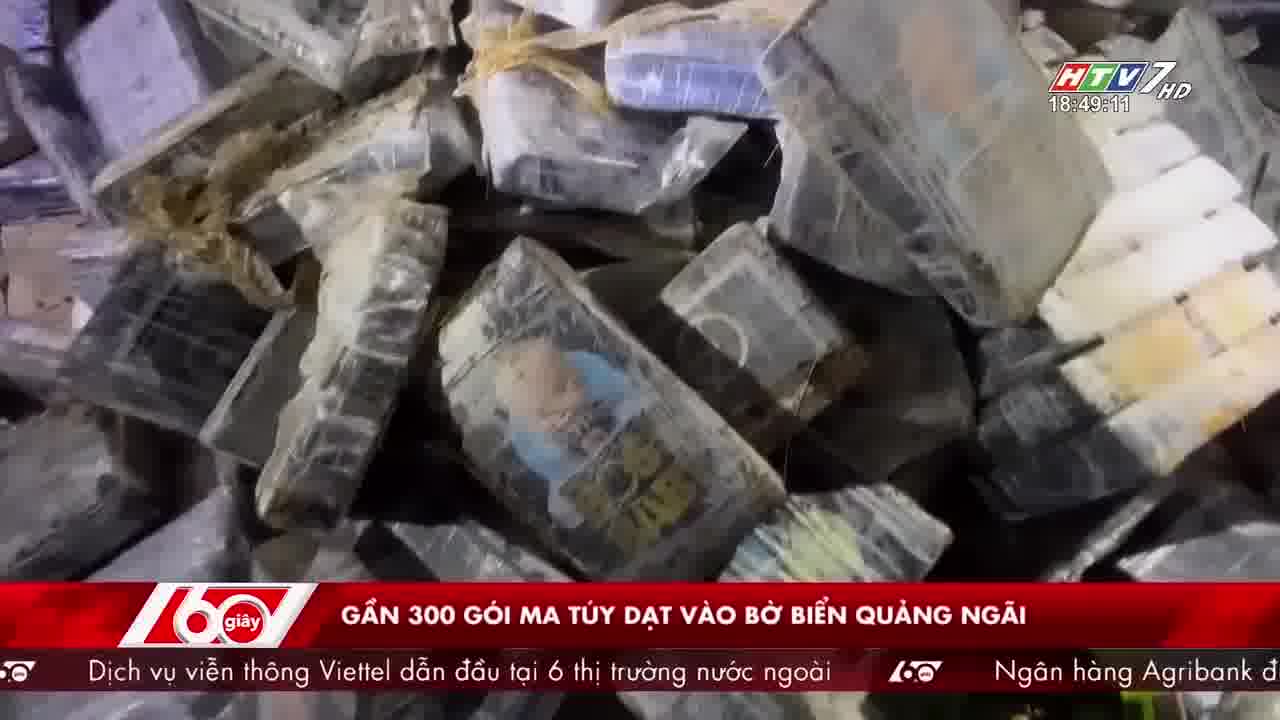 HTV7 HD
18:49:11
60 giây
GẦN 300 GÓI MA TÚY DẠT VÀO BỜ BIỂN QUẢNG NGÃI
Dịch vụ viễn thông Viettel dẫn đầu tại 6 thị trường nước ngoài
Ngân hàng Agribank đ